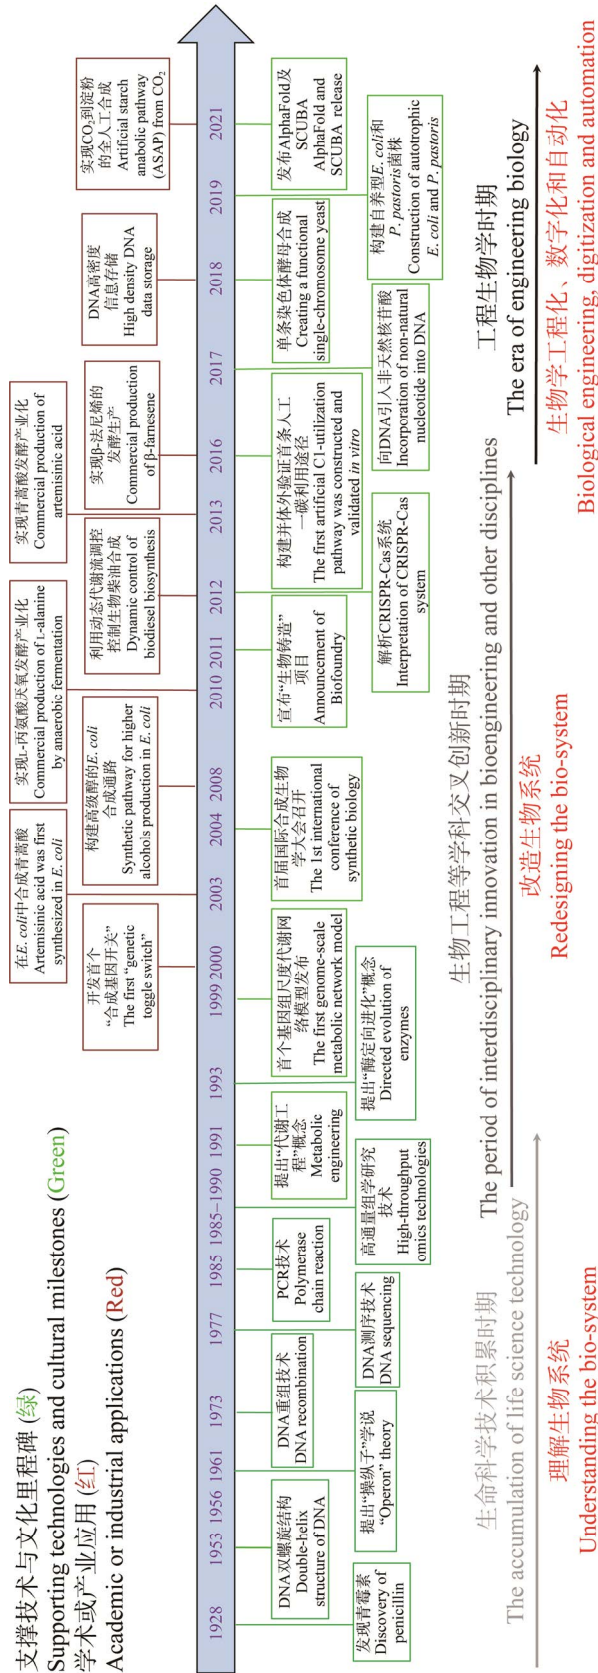 支撑技术与文化里程碑 (绿)
Supporting technologies and cultural milestones (Green)
学术或产业应用 (红)
Academic or industrial applications (Red)
在E. coli中合成青蒿酸
Artemisinic acid was first
synthesized in E. coli
实现L-丙氨酸厌氧发酵产业化
Commercial production of L-alanine
by anaerobic fermentation
实现青蒿酸发酵产业化
Commercial production of
artemisinic acid
开发首个
“合成基因开关”
The first “genetic
toggle switch”
构建高级醇的E. coli
合成通路
Synthetic pathway for higher
alcohols production in E. coli
利用动态代谢流调控
控制生物柴油合成
Dynamic control of
biodiesel biosynthesis
实现β-法尼烯的
发酵生产
Commercial production
of β-farnesene
DNA高密度
信息存储
High density DNA
data storage
实现CO2到淀粉
的全人工合成
Artificial starch
anabolic pathway
(ASAP) from CO2
1928 1953 1956 1961 1973 1977 1985 1985–1990 1991 1993 1999 2000 2003 2004 2008 2010 2011 2012 2013 2016 2017 2018 2019 2021
DNA双螺旋结构
Double-helix
structure of DNA
DNA重组技术
DNA recombination
PCR技术
Polymerase
chain reaction
提出“代谢工
程”概念
Metabolic
engineering
首个基因组尺度代谢网
络模型发布
The first genome-scale
metabolic network model
首届国际合成生物
学大会召开
The 1st international
conference of
synthetic biology
宣布“生物铸造”
项目
Announcement of
Biofoundry
构建并体外验证首条人工
一碳利用途径
The first artificial C1-utilization
pathway was constructed and
validated in vitro
单条染色体酵母合成
Creating a functional
single-chromosome yeast
发布AlphaFold及
SCUBA
AlphaFold and
SCUBA release
发现青霉素
Discovery of
penicillin
提出“操纵子”学说
“Operon” theory
DNA测序技术
DNA sequencing
高通量组学研究
技术
High-throughput
omics technologies
提出“酶定向进化”概念
Directed evolution of
enzymes
解析CRISPR-Cas系统
Interpretation of CRISPR-Cas
system
向DNA引入非天然核苷酸
Incorporation of non-natural
nucleotide into DNA
构建自养型E. coli和
P. pastoris菌株
Construction of autotrophic
E. coli and P. pastoris
生命科学技术积累时期
The accumulation of life science technology
理解生物系统
Understanding the bio-system
生物工程等学科交叉创新时期
The period of interdisciplinary innovation in bioengineering and other disciplines
改造生物系统
Redesigning the bio-system
工程生物学时期
The era of engineering biology
生物学工程化、数字化和自动化
Biological engineering, digitization and automation